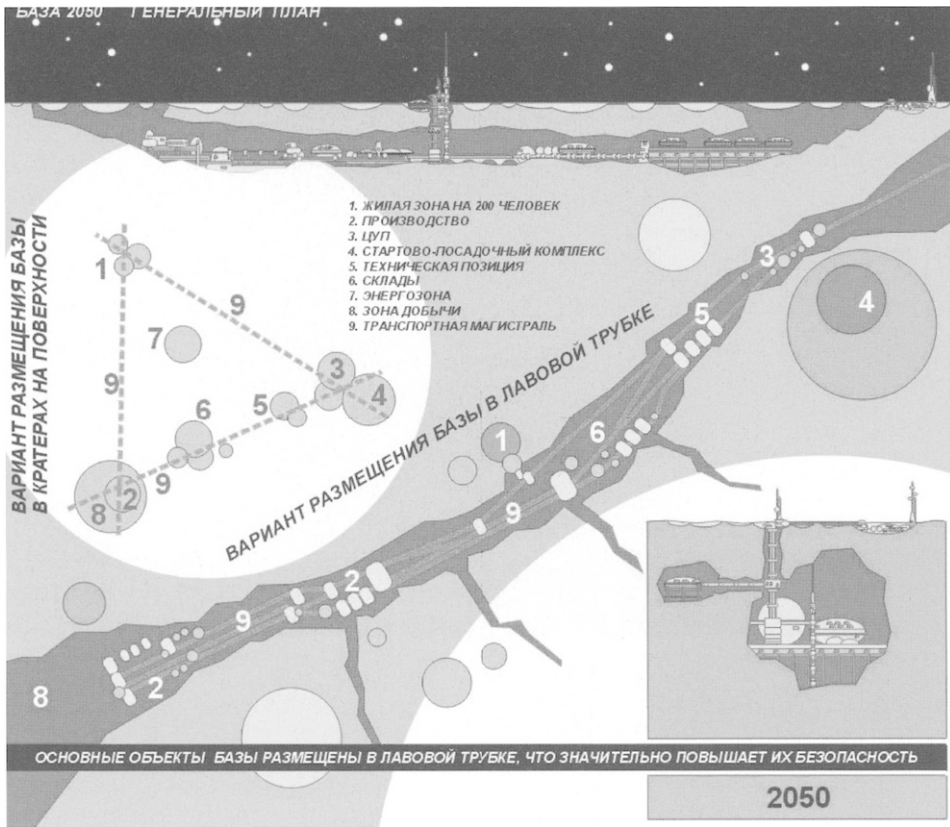 БАЗА 2050 ГЕНЕРАЛЬНЫЙ ПЛАН
1. ЖИЛАЯ ЗОНА НА 200 ЧЕЛОВЕК
2. ПРОИЗВОДСТВО
3. ЦУП
4. СТАРТОВО-ПОСАДОЧНЫЙ КОМПЛЕКС
5. ТЕХНИЧЕСКАЯ ПОЗИЦИЯ
6. СКЛАДЫ
7. ЭНЕРГОЗОНА
8. ЗОНА ДОБЫЧИ
9. ТРАНСПОРТНАЯ МАГИСТРАЛЬ
ВАРИАНТ РАЗМЕЩЕНИЯ БАЗЫ
В КРАТЕРАХ НА ПОВЕРХНОСТИ
1
9
7
3
4
9
5
6
9
2
8
ВАРИАНТ РАЗМЕЩЕНИЯ БАЗЫ В ЛАВОВОЙ ТРУБКЕ
3
4
5
6
1
9
2
9
2
8
ОСНОВНЫЕ ОБЪЕКТЫ БАЗЫ РАЗМЕЩЕНЫ В ЛАВОВОЙ ТРУБКЕ, ЧТО ЗНАЧИТЕЛЬНО ПОВЫШАЕТ ИХ БЕЗОПАСНОСТЬ
2050